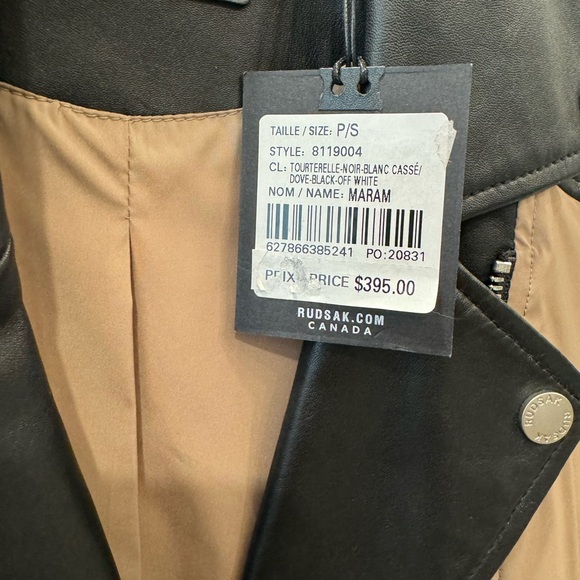 TAILLE / SIZE: P/S
STYLE: 8119004
CL: TOURTERELLE-NOIR-BLANC CASSÉ/
DOVE-BLACK-OFF WHITE
NOM / NAME: MARAM
627866385241 PO:20831
PRIX PRICE $395.00
RUDSAK.COM
CANADA
RUDSAK
RUDSAK